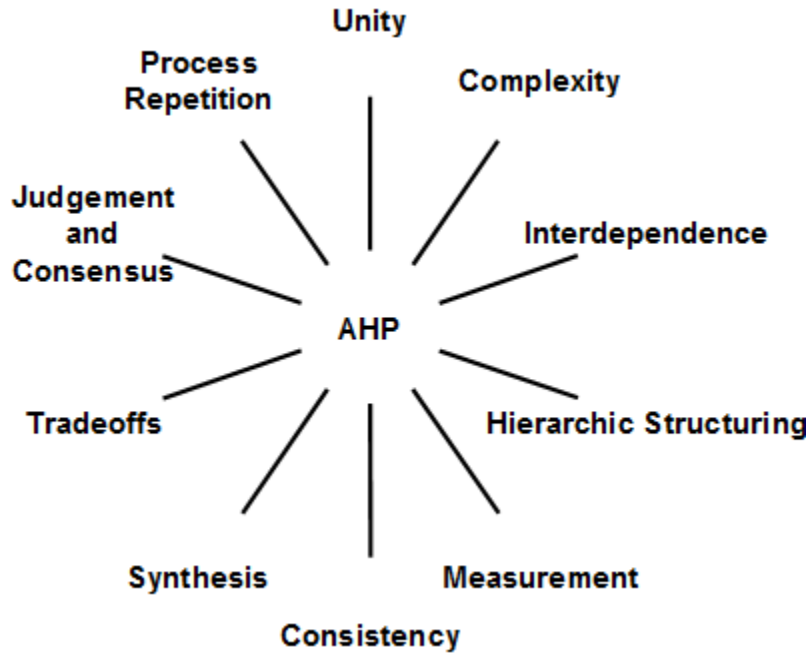 Unity
Process
Repetition
Complexity
Judgement
and
Consensus
Interdependence
AHP
Tradeoffs
Hierarchic Structuring
Synthesis
Measurement
Consistency